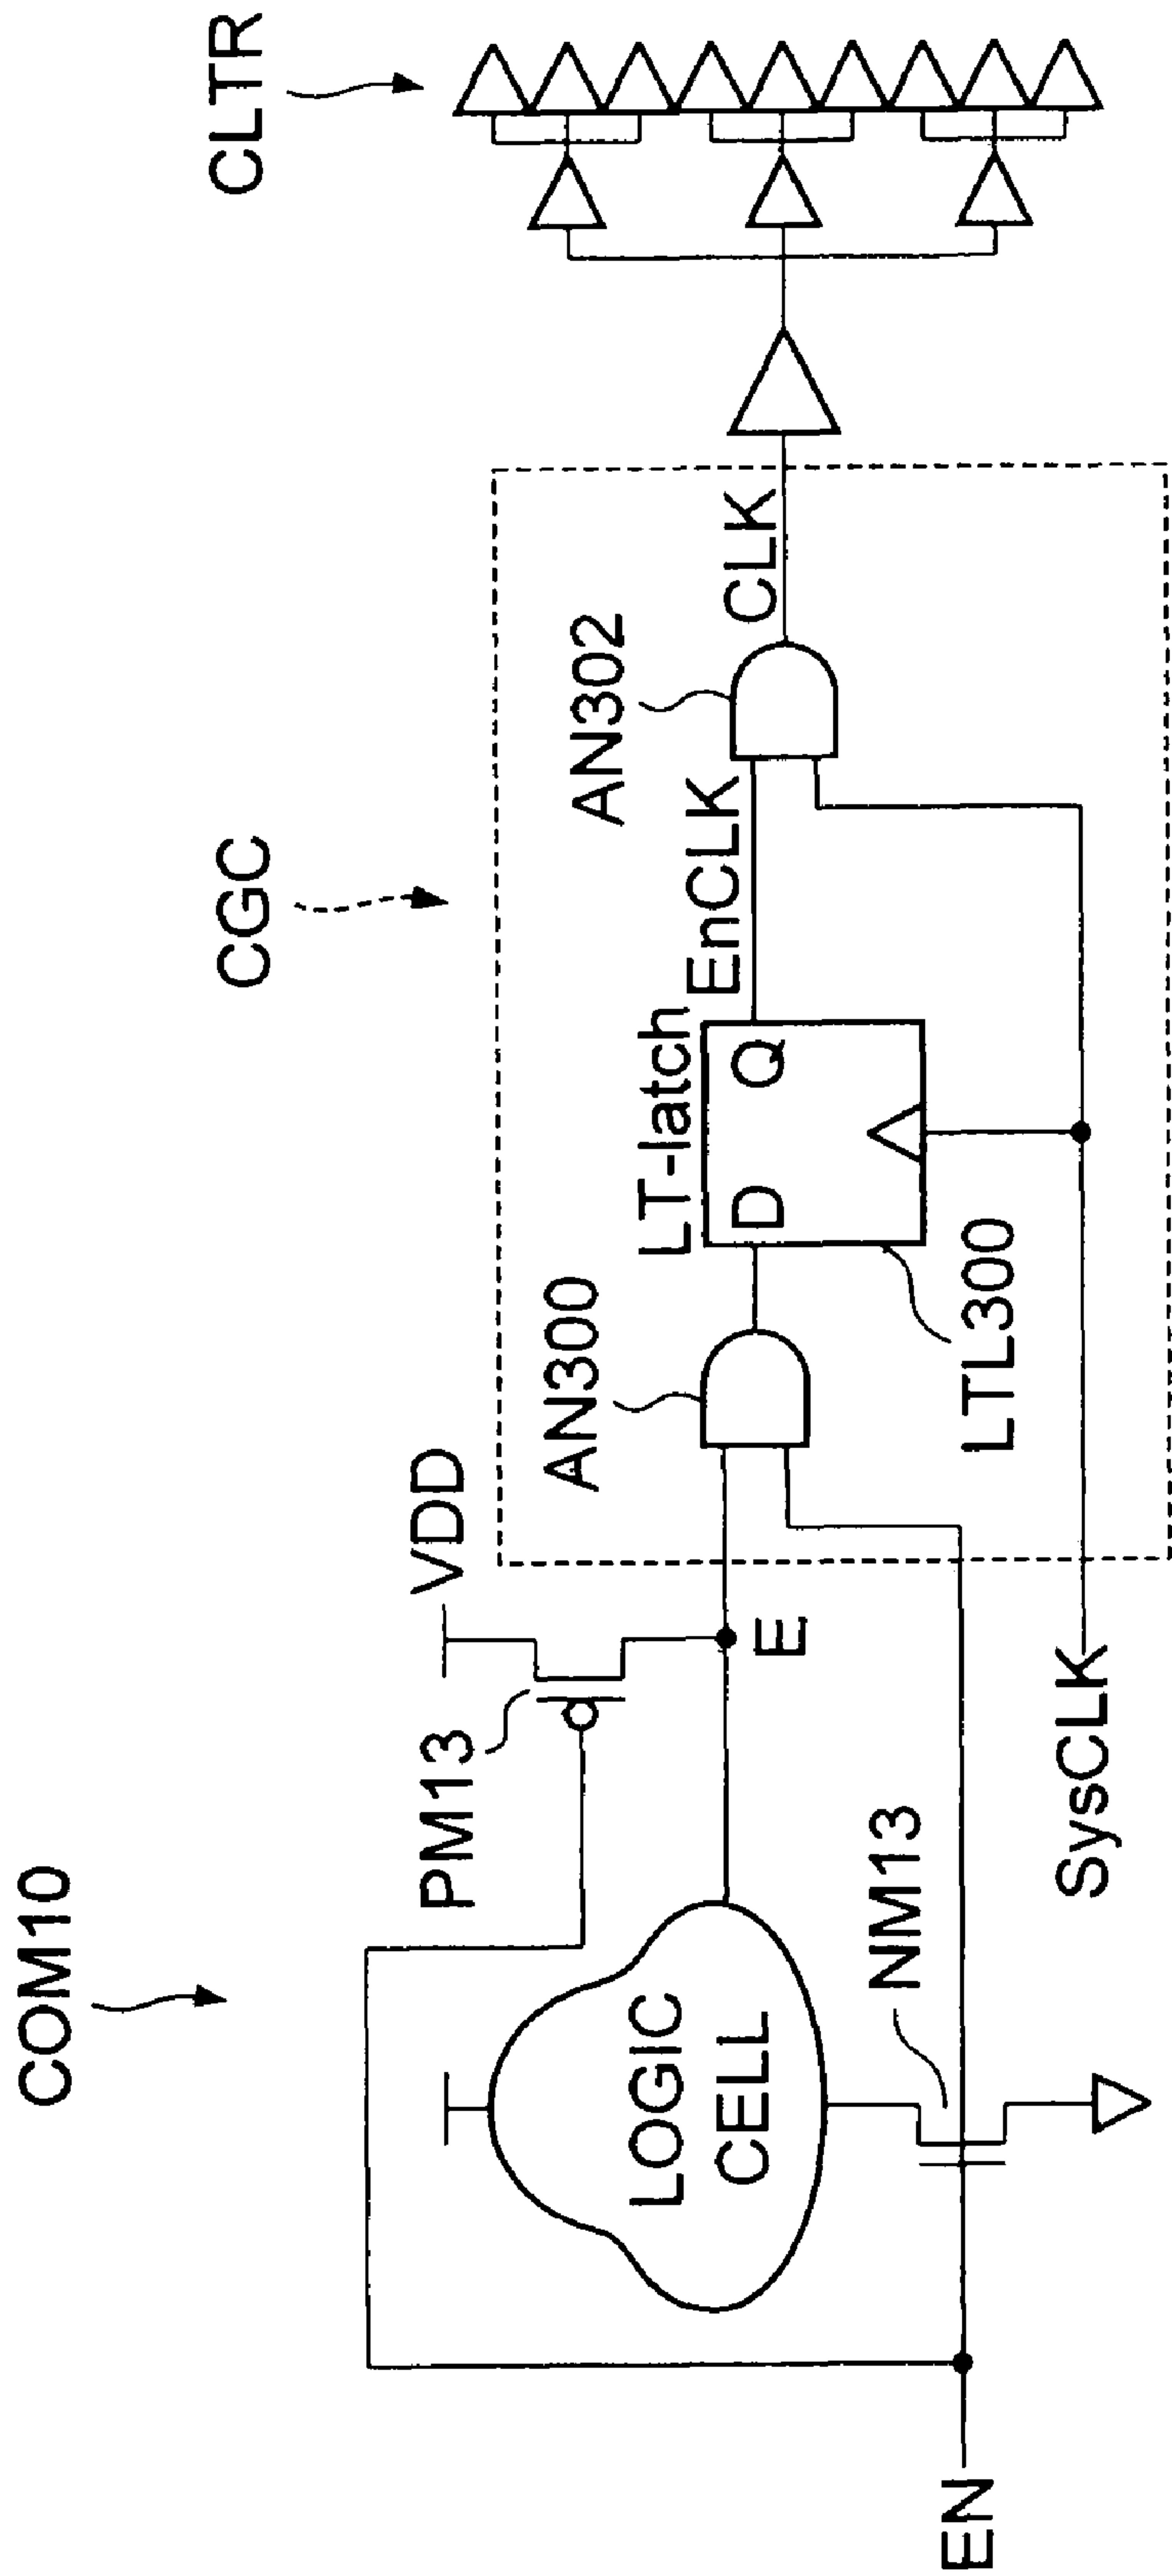 COM10
CGC
CLTR
VDD
PM13
AN300
AN302
LT-latch
EnCLK
CLK
LOGIC
CELL
E
D
Q
NM13
LTL300
EN
SysCLK